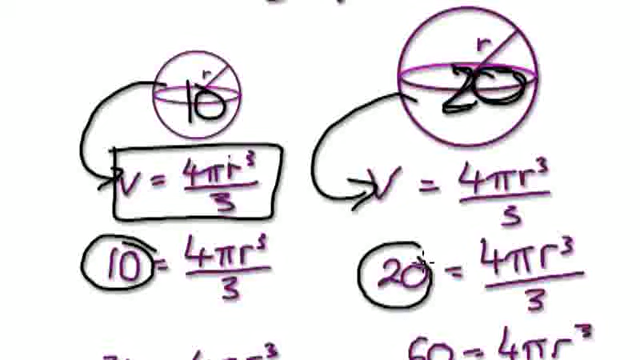 r
10
r
20
V = 4πr³/3
V = 4πr³/3
10 = 4πr³/3
20 = 4πr³/3
60 = 4πr³